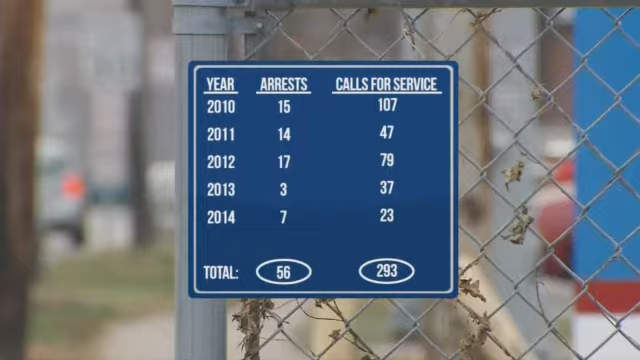 YEAR ARRESTS CALLS FOR SERVICE
2010 15 107
2011 14 47
2012 17 79
2013 3 37
2014 7 23
TOTAL: 56 293